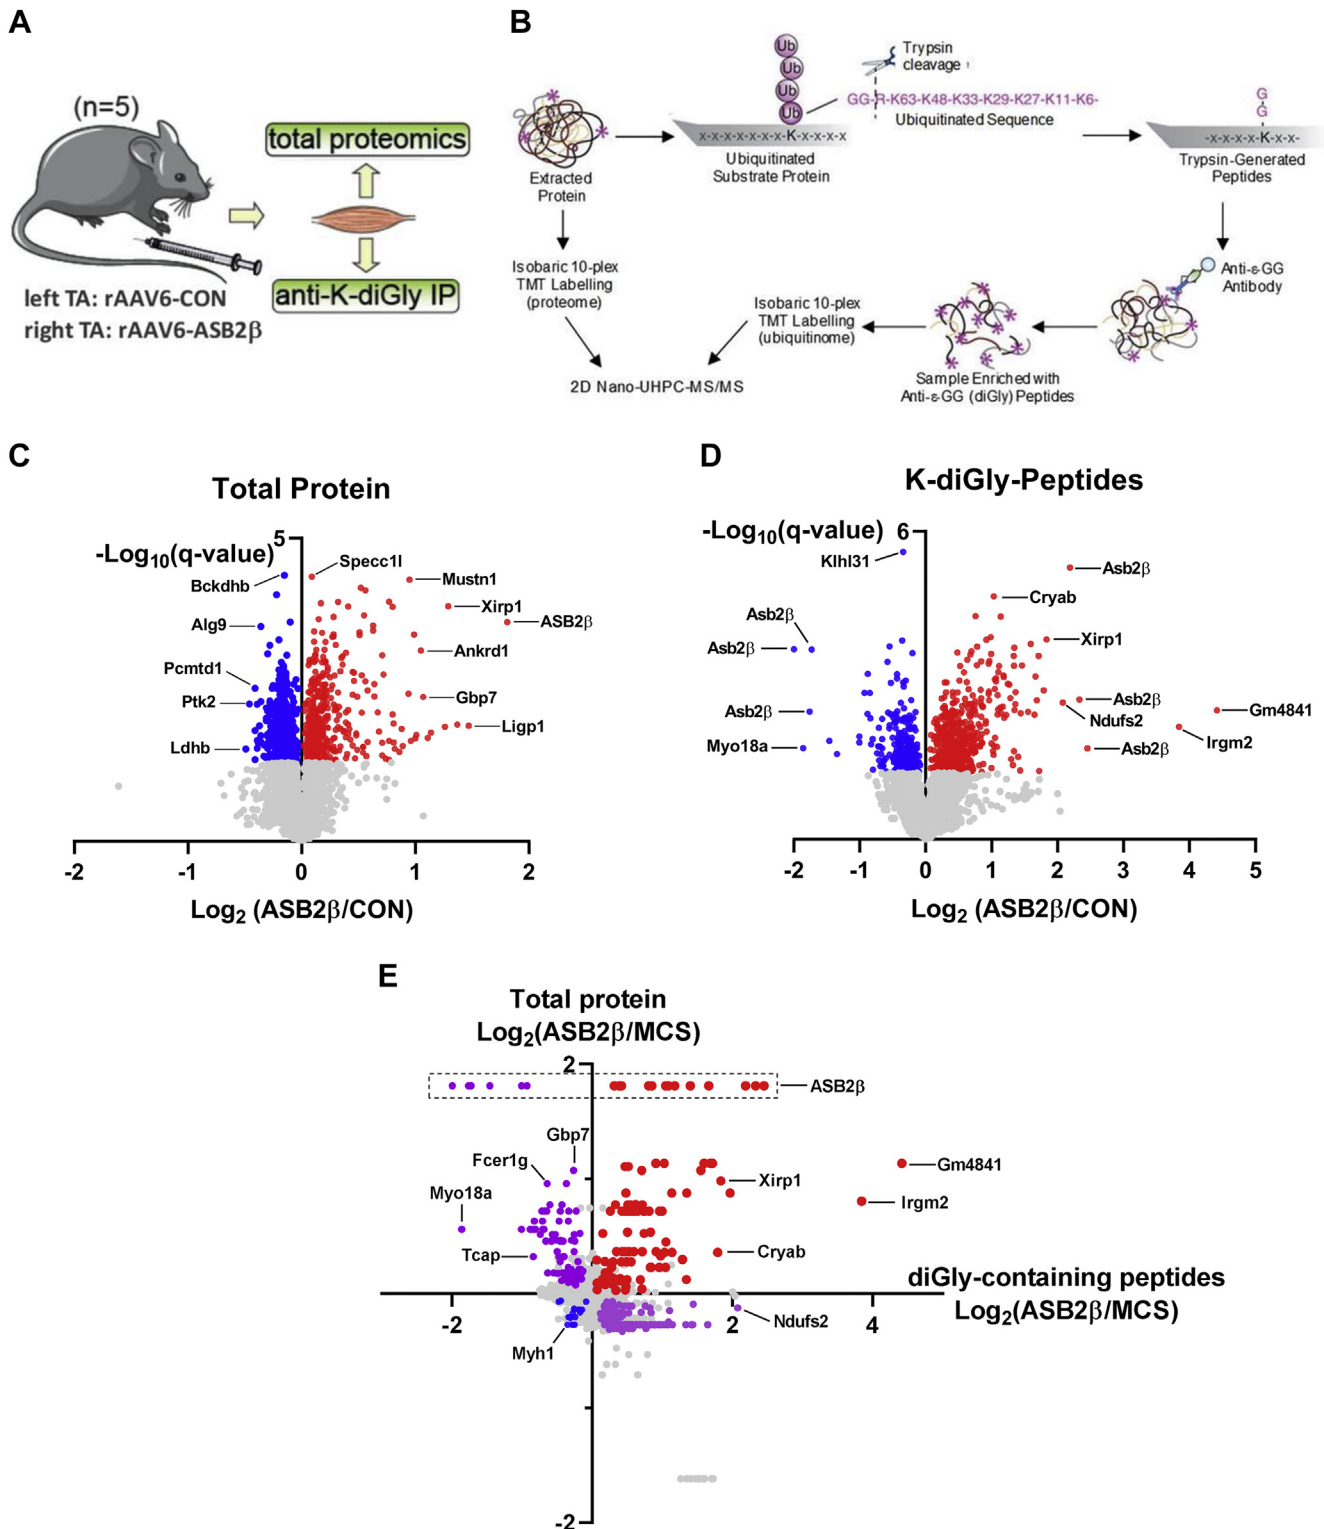 A
(n=5)
total proteomics
anti-K-diGly IP
left TA: rAAV6-CON
right TA: rAAV6-ASB2β
B
Ub
Ub
Ub
Ub
Trypsin
cleavage
GG-R-K63-K48-K33-K29-K27-K11-K6-
Ubiquitinated Sequence
x-x-x-x-x-x-x-K-x-x-x-x
Ubiquitinated
Substrate Protein
G
G
-x-x-x-x-K-x-x-
Trypsin-Generated
Peptides
Extracted
Protein
Isobaric 10-plex
TMT Labelling
(proteome)
Isobaric 10-plex
TMT Labelling
(ubiquitinome)
Anti-ε-GG
Antibody
Sample Enriched with
Anti-ε-GG (diGly) Peptides
2D Nano-UHPC-MS/MS
C
Total Protein
-Log10(q-value)
5
Bckdhb
Specc1l
Mustn1
Xirp1
ASB2β
Alg9
Ankrd1
Pcmtd1
Ptk2
Gbp7
Ligp1
Ldhb
-2
-1
0
1
2
Log2 (ASB2β/CON)
D
K-diGly-Peptides
-Log10(q-value)
6
Klhl31
Asb2β
Cryab
Asb2β
Asb2β
Xirp1
Asb2β
Asb2β
Ndufs2
Gm4841
Irgm2
Myo18a
Asb2β
-2
-1
0
1
2
3
4
5
Log2 (ASB2β/CON)
E
Total protein
Log2(ASB2β/MCS)
2
ASB2β
Gbp7
Fcer1g
Myo18a
Tcap
Gm4841
Xirp1
Irgm2
Cryab
diGly-containing peptides
Log2(ASB2β/MCS)
-2
2
4
Ndufs2
Myh1
-2